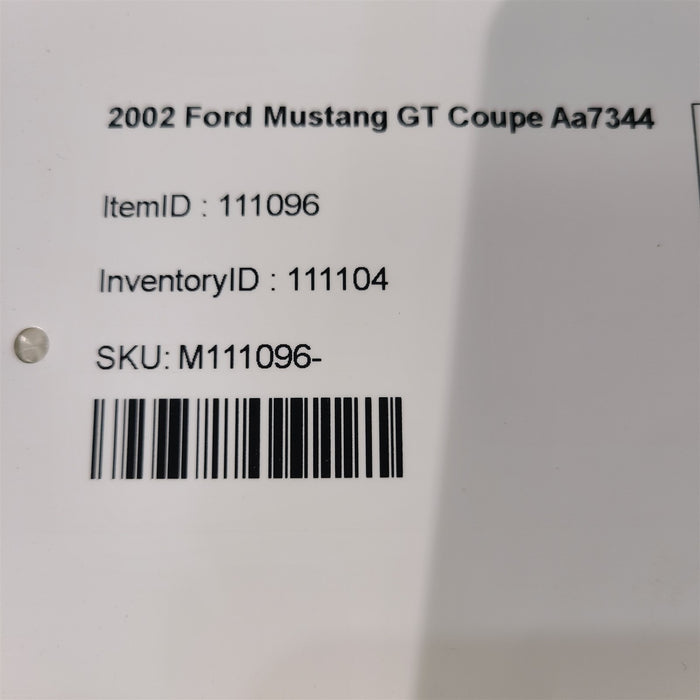 2002 Ford Mustang GT Coupe Aa7344
ItemID : 111096
InventoryID : 111104
SKU: M111096-